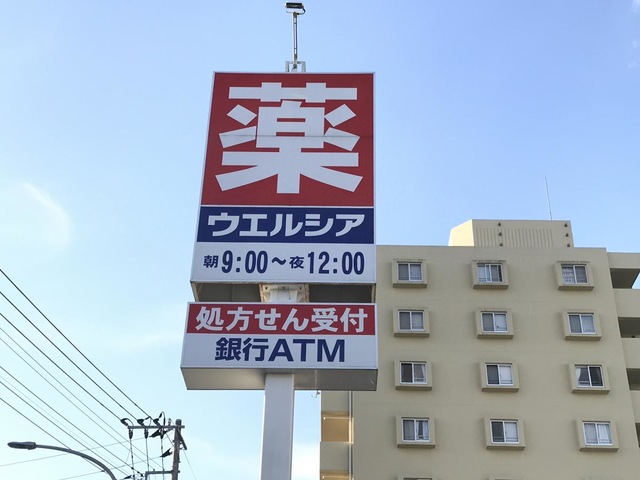 薬
ウエルシア
朝9:00〜夜12:00
処方せん受付
銀行ATM